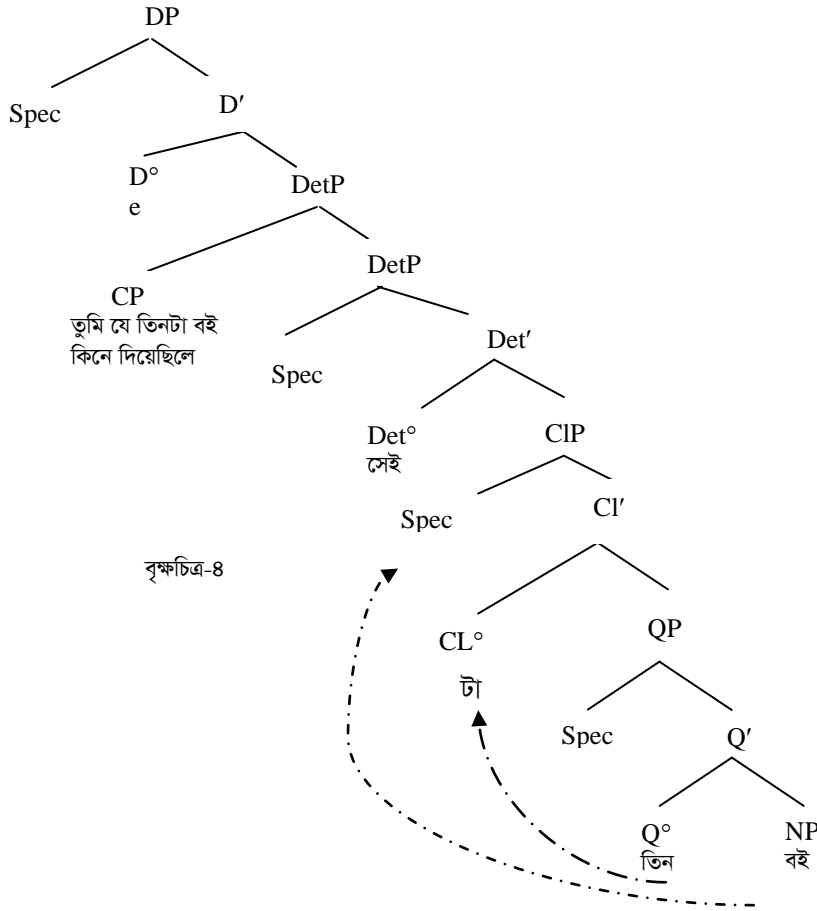 DP
Spec
D′
D°
e
DetP
CP
তুমি যে তিনটা বই
কিনে দিয়েছিলে
DetP
Spec
Det′
Det°
সেই
ClP
Spec
Cl′
বৃক্ষচিত্র-৪
CL°
টা
QP
Spec
Q′
Q°
তিন
NP
বই